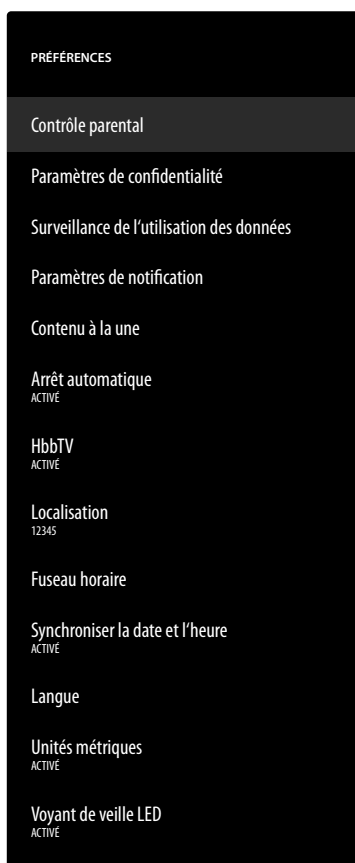 PRÉFÉRENCES
Contrôle parental
Paramètres de confidentialité
Surveillance de l‘utilisation des données
Paramètres de notification
Contenu à la une
Arrêt automatique
ACTIVÉ
HbbTV
ACTIVÉ
Localisation
12345
Fuseau horaire
Synchroniser la date et l‘heure
ACTIVÉ
Langue
Unités métriques
ACTIVÉ
Voyant de veille LED
ACTIVÉ